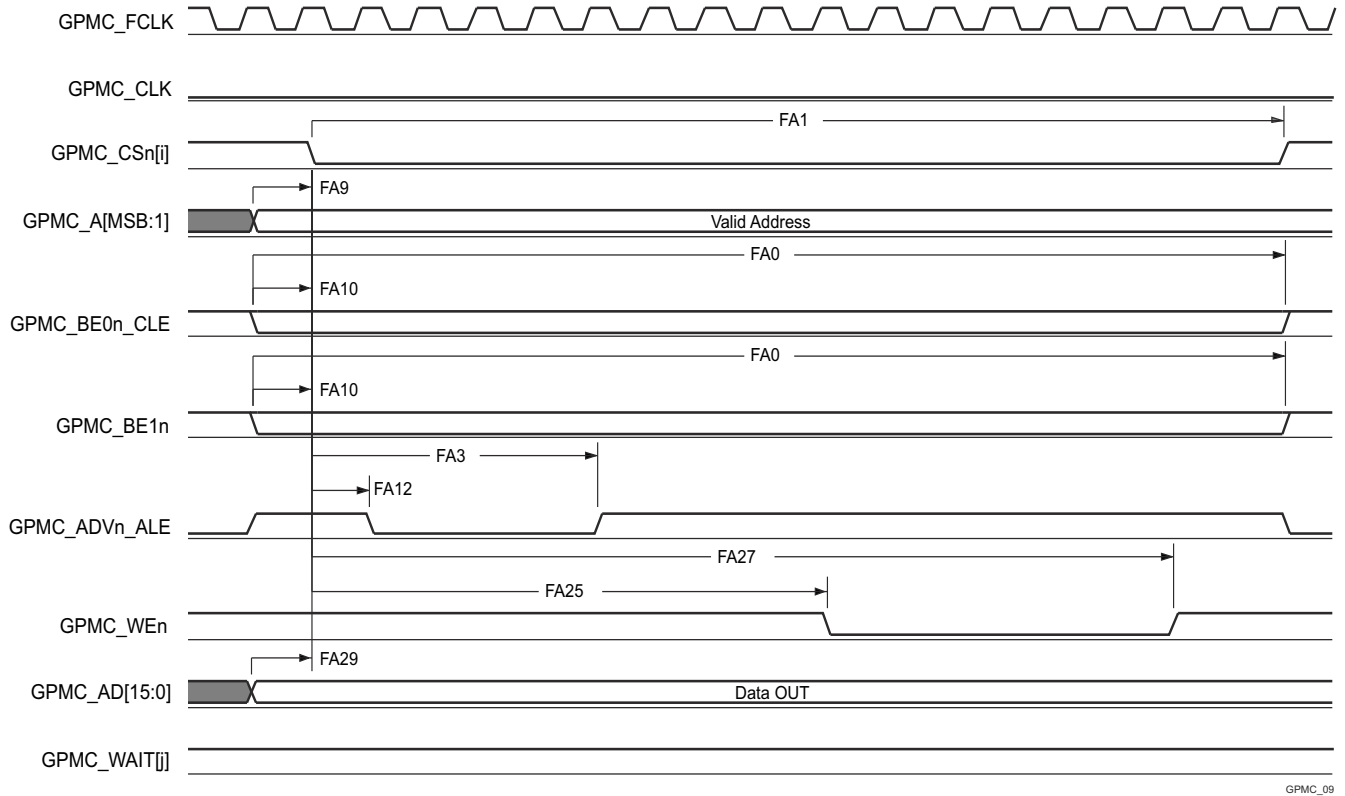 GPMC_FCLK
GPMC_CLK
FA1
GPMC_CSn[i]
FA9
GPMC_A[MSB:1]
Valid Address
FA0
FA10
GPMC_BE0n_CLE
FA0
FA10
GPMC_BE1n
FA3
FA12
GPMC_ADVn_ALE
FA27
FA25
GPMC_WEn
FA29
GPMC_AD[15:0]
Data OUT
GPMC_WAIT[j]
GPMC_09